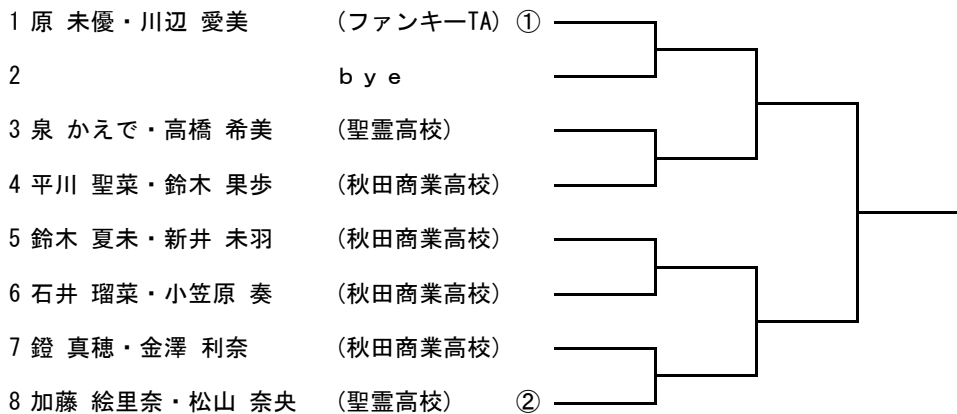 1 原 未優・川辺 愛美 (ファンキーTA) ①
2 ｂｙｅ
3 泉 かえで・高橋 希美 (聖霊高校)
4 平川 聖菜・鈴木 果歩 (秋田商業高校)
5 鈴木 夏未・新井 未羽 (秋田商業高校)
6 石井 瑠菜・小笠原 奏 (秋田商業高校)
7 鐙 真穂・金澤 利奈 (秋田商業高校)
8 加藤 絵里奈・松山 奈央 (聖霊高校) ②